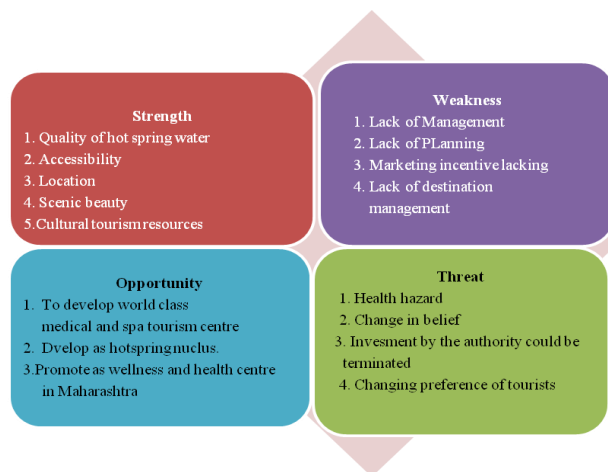 Strength
1. Quality of hot spring water
2. Accessibility
3. Location
4. Scenic beauty
5.Cultural tourism resources
Weakness
1. Lack of Management
2. Lack of PLanning
3. Marketing incentive lacking
4. Lack of destination
management
Opportunity
1. To develop world class
medical and spa tourism centre
2. Dvelop as hotspring nuclus.
3.Promote as wellness and health centre
in Maharashtra
Threat
1. Health hazard
2. Change in belief
3. Invesment by the authority could be
terminated
4. Changing preference of tourists